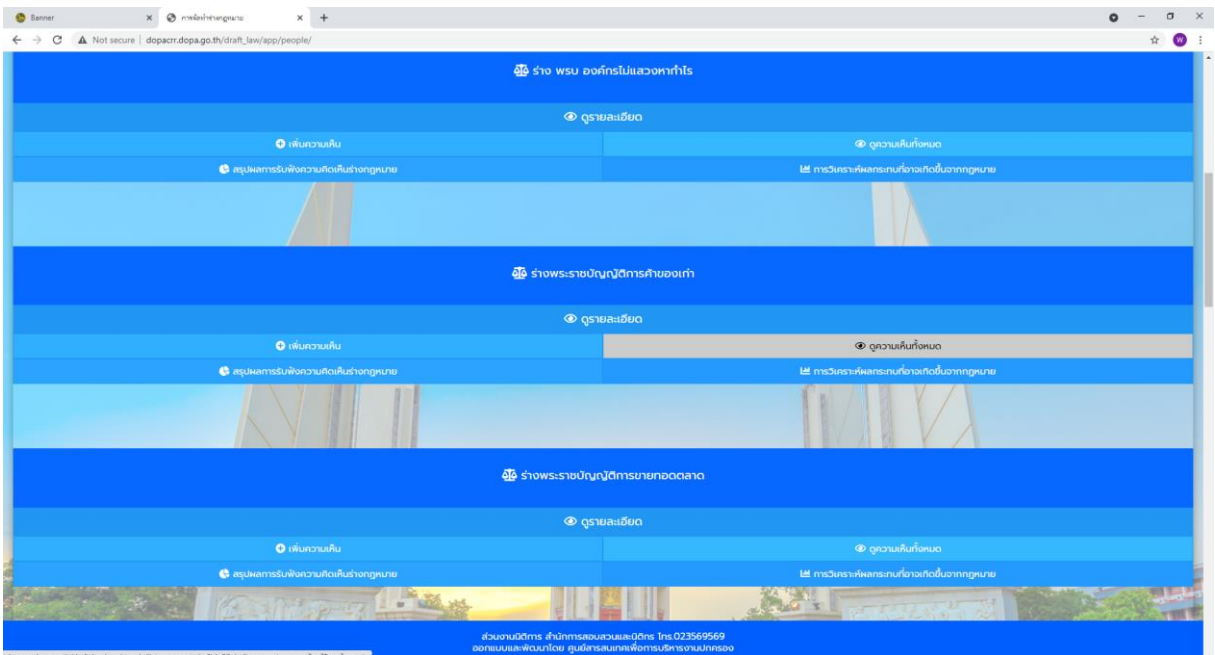 Banner
การจัดทำร่างกฎหมาย
Not secure | dopacrr.dopa.go.th/draft_law/app/people/
W
ร่าง พรบ องค์กรไม่แสวงหากำไร
ดูรายละเอียด
เพิ่มความเห็น ดูความเห็นทั้งหมด
สรุปผลการรับฟังความคิดเห็นร่างกฎหมาย การวิเคราะห์ผลกระทบที่อาจเกิดขึ้นจากกฎหมาย
ร่างพระราชบัญญัติการค้าของเก่า
ดูรายละเอียด
เพิ่มความเห็น ดูความเห็นทั้งหมด
สรุปผลการรับฟังความคิดเห็นร่างกฎหมาย การวิเคราะห์ผลกระทบที่อาจเกิดขึ้นจากกฎหมาย
ร่างพระราชบัญญัติการขายทอดตลาด
ดูรายละเอียด
เพิ่มความเห็น ดูความเห็นทั้งหมด
สรุปผลการรับฟังความคิดเห็นร่างกฎหมาย การวิเคราะห์ผลกระทบที่อาจเกิดขึ้นจากกฎหมาย
ส่วนงานนิติการ สำนักการสอบสวนและนิติกร โทร.023569569
ออกแบบและพัฒนาโดย ศูนย์สารสนเทศเพื่อการบริหารงานปกครอง